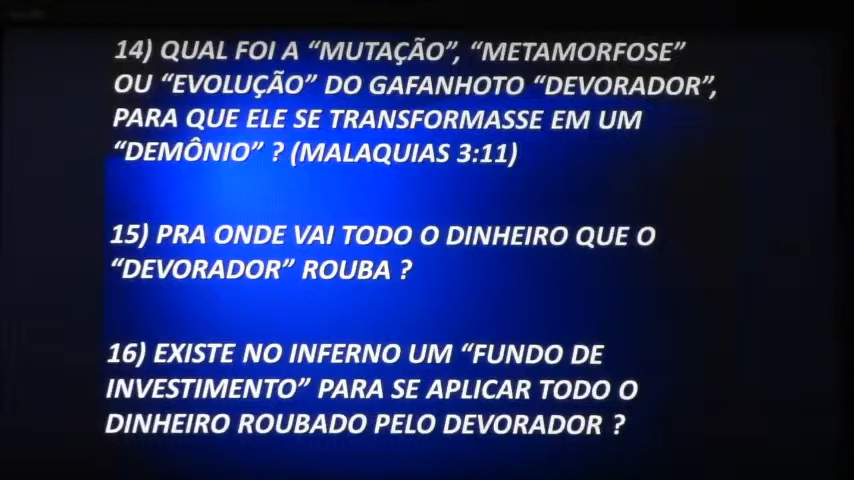 14) QUAL FOI A “MUTAÇÃO”, “METAMORFOSE”
OU “EVOLUÇÃO” DO GAFANHOTO “DEVORADOR”,
PARA QUE ELE SE TRANSFORMASSE EM UM
“DEMÔNIO” ? (MALAQUIAS 3:11)
15) PRA ONDE VAI TODO O DINHEIRO QUE O
“DEVORADOR” ROUBA ?
16) EXISTE NO INFERNO UM “FUNDO DE
INVESTIMENTO” PARA SE APLICAR TODO O
DINHEIRO ROUBADO PELO DEVORADOR ?